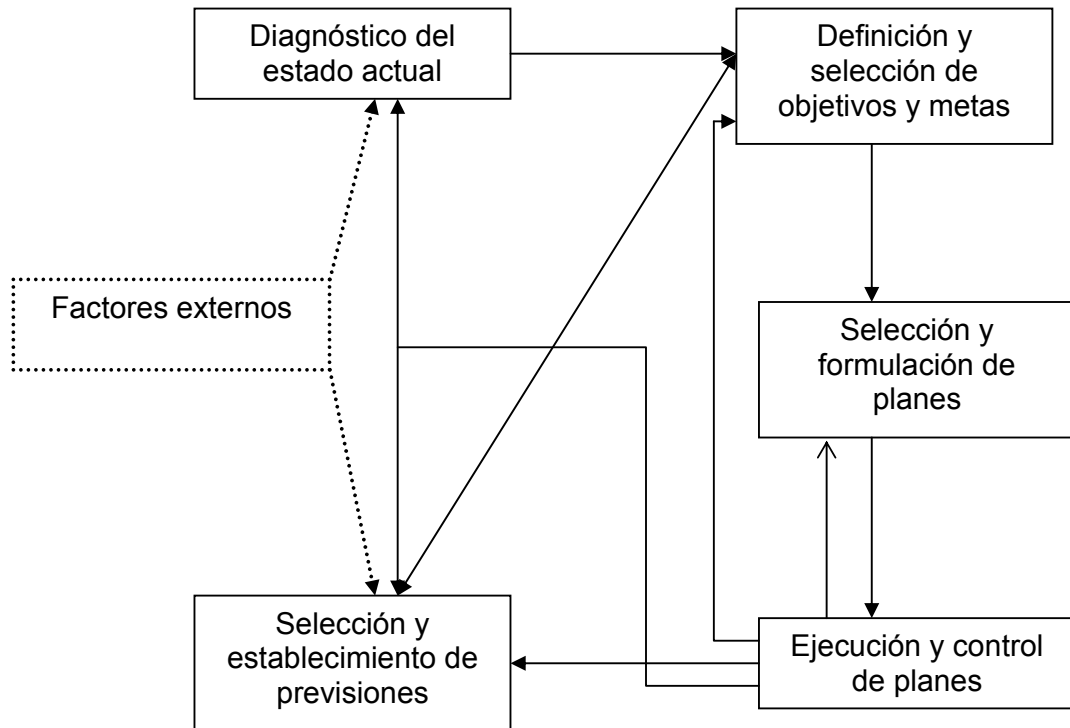 Diagnóstico del
estado actual
Definición y
selección de
objetivos y metas
Factores externos
Selección y
formulación de
planes
Selección y
establecimiento de
previsiones
Ejecución y control
de planes